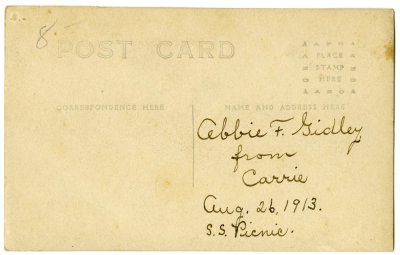 8
POST CARD
PLACE
STAMP
HERE
CORRESPONDENCE HERE
NAME AND ADDRESS HERE
Abbie F. Gidley
from
Carrie
Aug. 26, 1913.
S.S. Picnic.